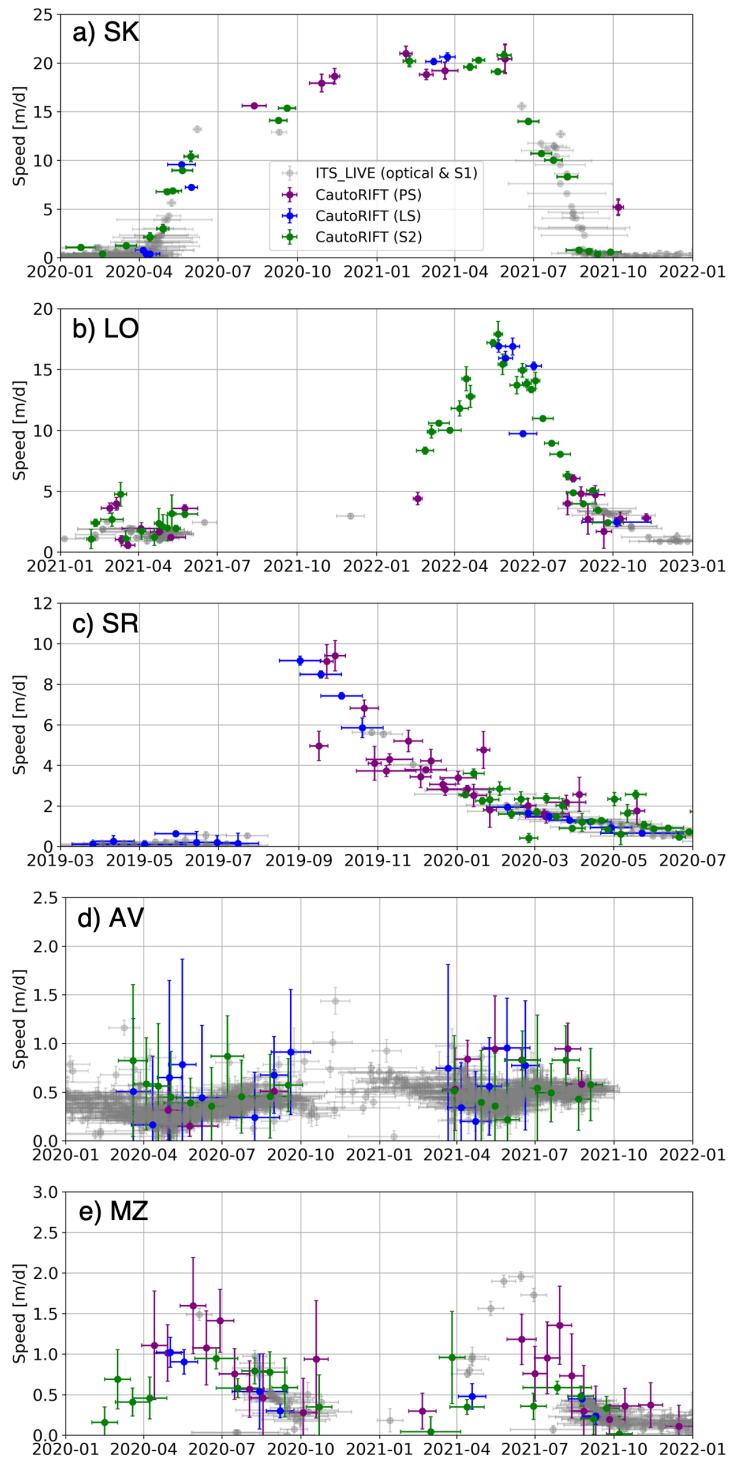 a) SK
Speed [m/d]
25
20
15
10
5
0
ITS_LIVE (optical & S1)
CautoRIFT (PS)
CautoRIFT (LS)
CautoRIFT (S2)
2020-01 2020-04 2020-07 2020-10 2021-01 2021-04 2021-07 2021-10 2022-01
b) LO
Speed [m/d]
20
15
10
5
0
2021-01 2021-04 2021-07 2021-10 2022-01 2022-04 2022-07 2022-10 2023-01
c) SR
Speed [m/d]
12
10
8
6
4
2
0
2019-03 2019-05 2019-07 2019-09 2019-11 2020-01 2020-03 2020-05 2020-07
d) AV
Speed [m/d]
2.5
2.0
1.5
1.0
0.5
0.0
2020-01 2020-04 2020-07 2020-10 2021-01 2021-04 2021-07 2021-10 2022-01
e) MZ
Speed [m/d]
3.0
2.5
2.0
1.5
1.0
0.5
0.0
2020-01 2020-04 2020-07 2020-10 2021-01 2021-04 2021-07 2021-10 2022-01